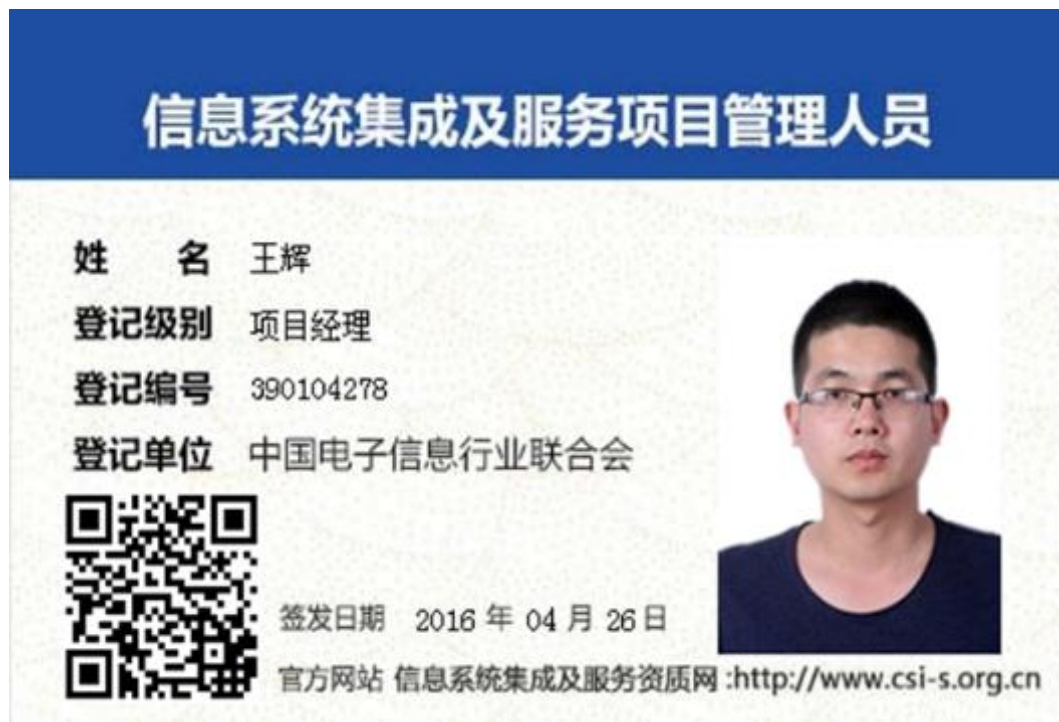 信息系统集成及服务项目管理人员
姓 名 王辉
登记级别 项目经理
登记编号 390104278
登记单位 中国电子信息行业联合会
签发日期 2016 年 04 月 26 日
官方网站 信息系统集成及服务资质网 :http://www.csi-s.org.cn